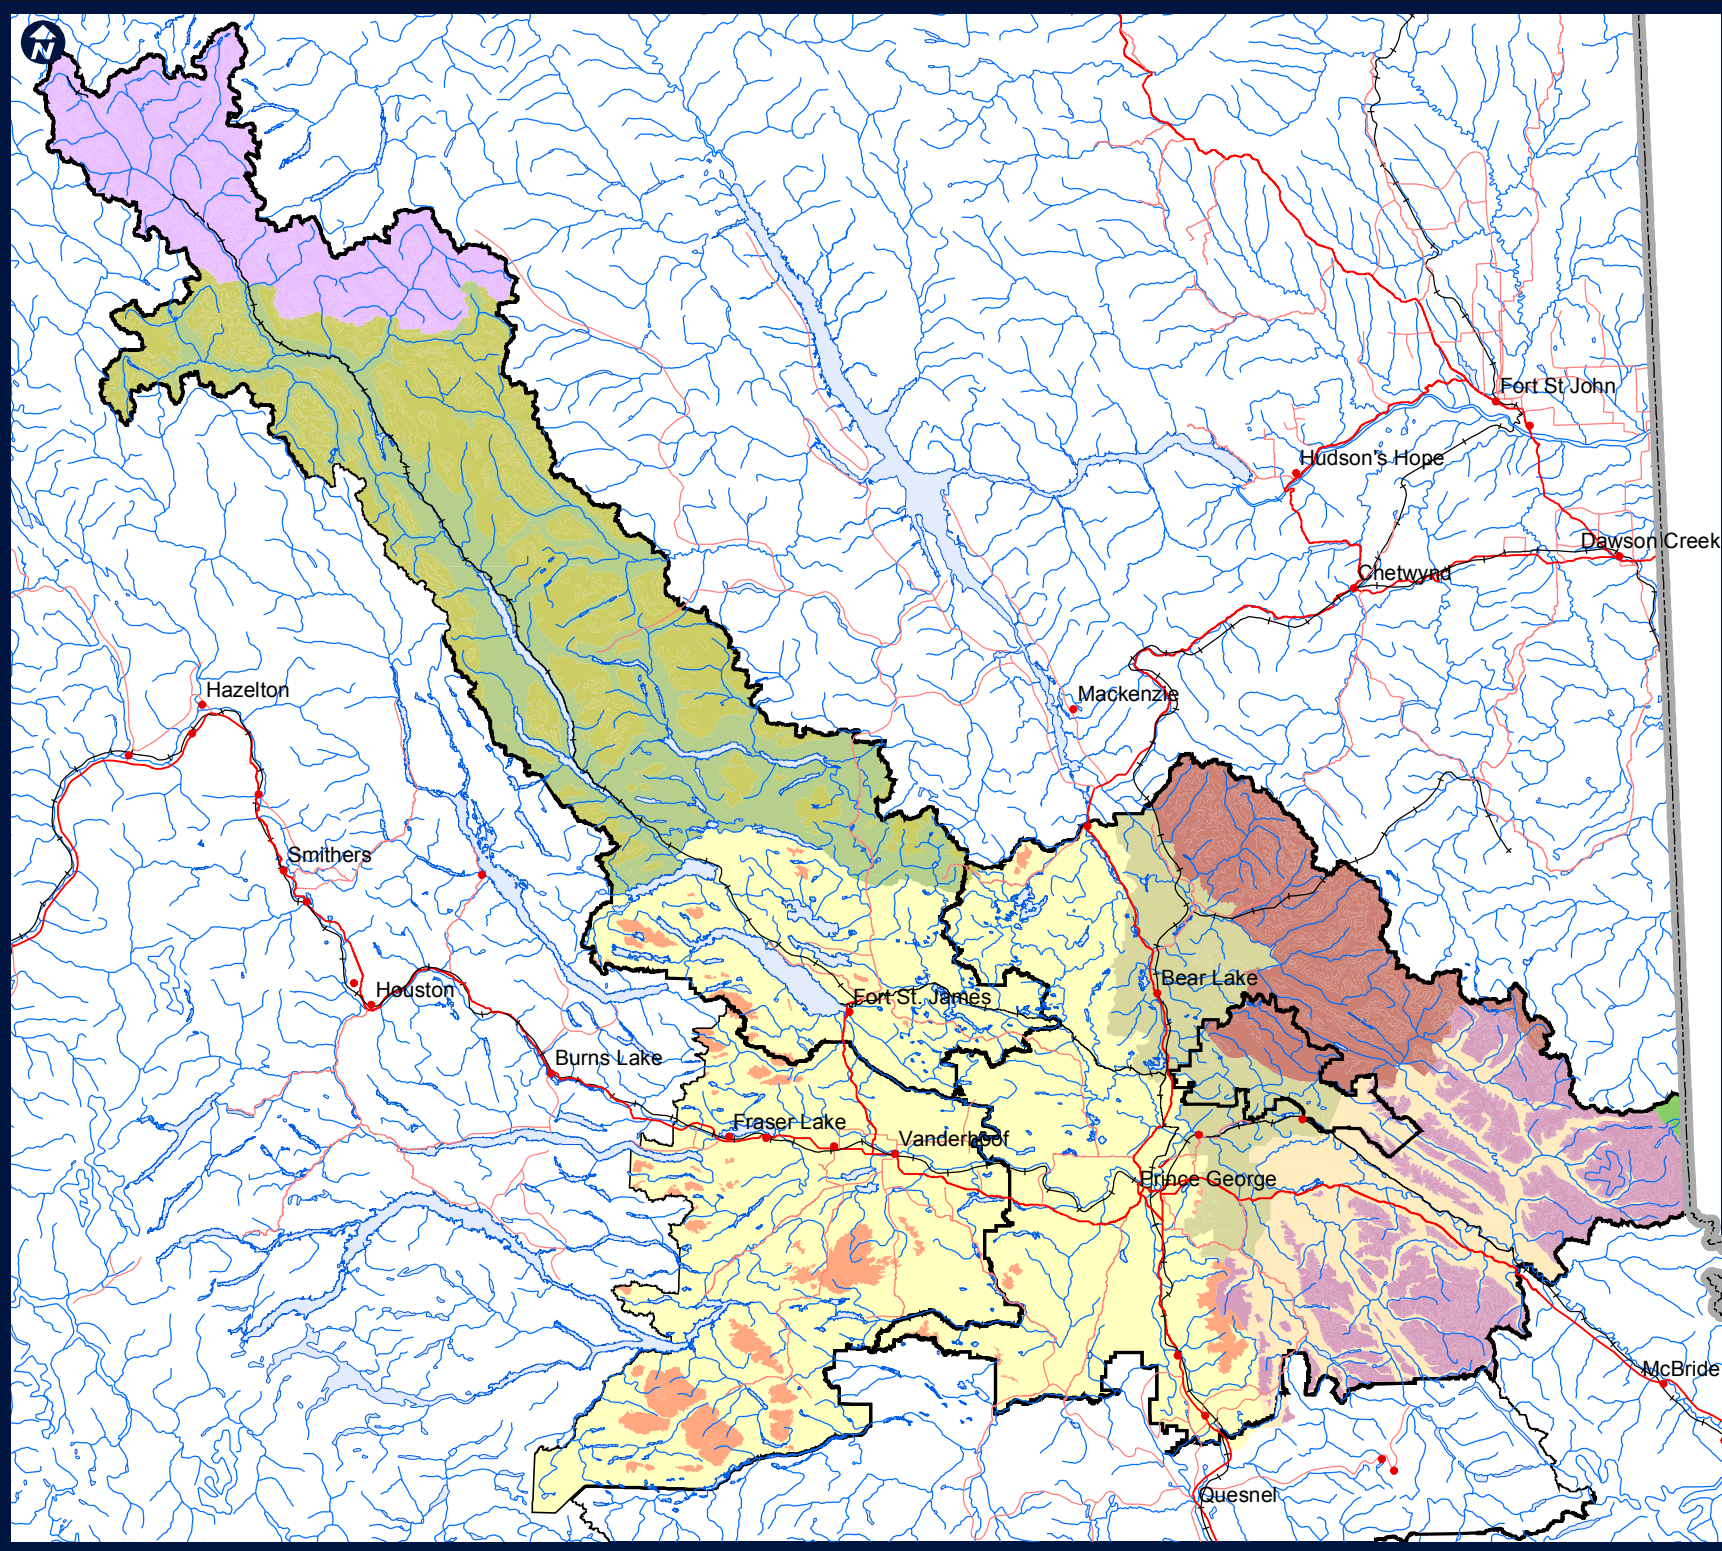 N
Fort St John
Hudson's Hope
Dawson Creek
Chetwynd
Hazelton
Mackenzie
Smithers
Bear Lake
Houston
Fort St. James
Burns Lake
Fraser Lake
Vanderhoof
Prince George
McBride
Quesnel